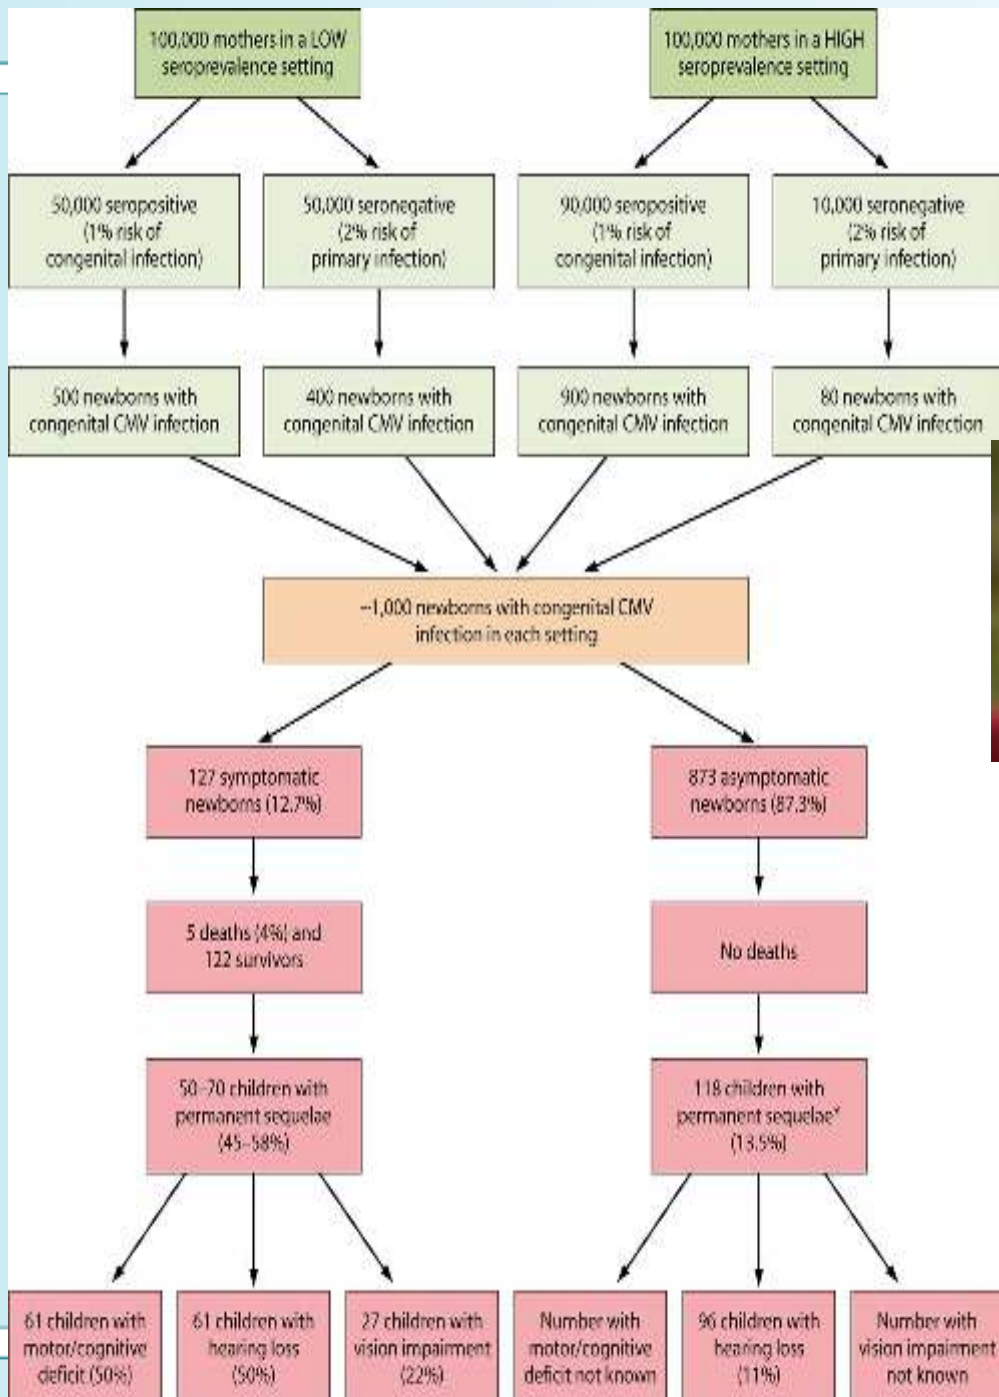 100,000 mothers in a LOW
seroprevalence setting
100,000 mothers in a HIGH
seroprevalence setting
50,000 seropositive
(1% risk of
congenital infection)
50,000 seronegative
(2% risk of
primary infection)
90,000 seropositive
(1% risk of
congenital infection)
10,000 seronegative
(2% risk of
primary infection)
500 newborns with
congenital CMV infection
400 newborns with
congenital CMV infection
900 newborns with
congenital CMV infection
80 newborns with
congenital CMV infection
~1,000 newborns with congenital CMV
infection in each setting
127 symptomatic
newborns (12.7%)
873 asymptomatic
newborns (87.3%)
5 deaths (4%) and
122 survivors
No deaths
50–70 children with
permanent sequelae
(45–58%)
118 children with
permanent sequelae*
(13.5%)
61 children with
motor/cognitive
deficit (50%)
61 children with
hearing loss
(50%)
27 children with
vision impairment
(22%)
Number with
motor/cognitive
deficit not known
96 children with
hearing loss
(11%)
Number with
vision impairment
not known